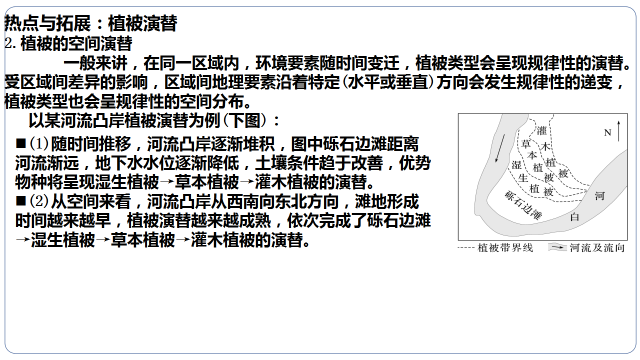 热点与拓展：植被演替
2.植被的空间演替
一般来讲，在同一区域内，环境要素随时间变迁，植被类型会呈现规律性的演替。
受区域间差异的影响，区域间地理要素沿着特定(水平或垂直)方向会发生规律性的递变，
植被类型也会呈规律性的空间分布。
以某河流凸岸植被演替为例(下图)：
■(1)随时间推移，河流凸岸逐渐堆积，图中砾石边滩距离
河流渐远，地下水水位逐渐降低，土壤条件趋于改善，优势
物种将呈现湿生植被→草本植被→灌木植被的演替。
■(2)从空间来看，河流凸岸从西南向东北方向，滩地形成
时间越来越早，植被演替越来越成熟，依次完成了砾石边滩
→湿生植被→草本植被→灌木植被的演替。
N
灌木植被
草本植被
湿生植被
砾石边滩
白河
植被带界线
河流及流向